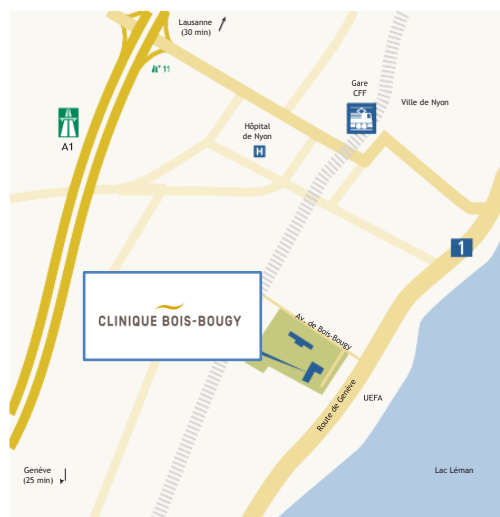 Lausanne
(30 min)
N° 11
A1
Gare
CFF
Ville de Nyon
Hôpital
de Nyon
H
1
CLINIQUE BOIS-BOUGY
Av. de Bois-Bougy
Route de Genève
UEFA
Genève
(25 min)
Lac Léman